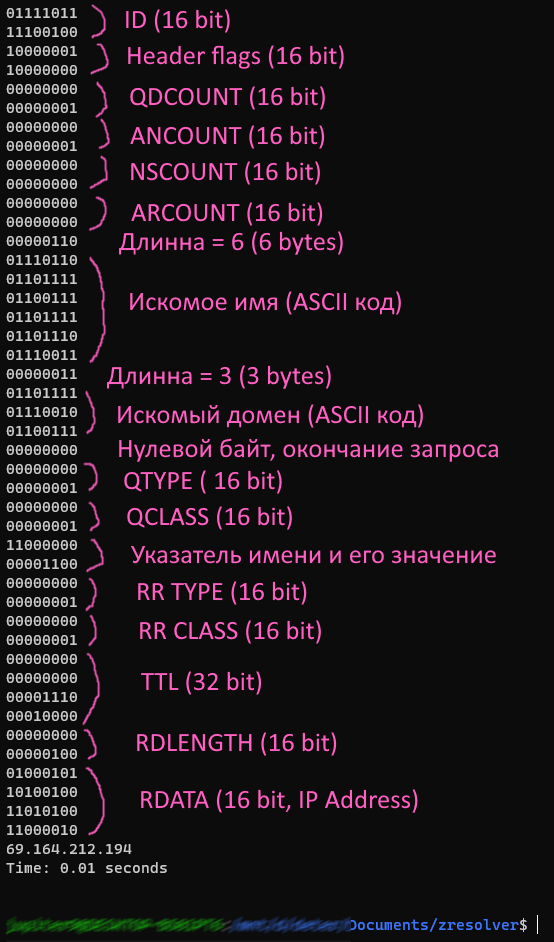 01111011
11100100
ID (16 bit)
10000001
10000000
Header flags (16 bit)
00000000
00000001
QDCOUNT (16 bit)
00000000
00000001
ANCOUNT (16 bit)
00000000
00000000
NSCOUNT (16 bit)
00000000
00000000
ARCOUNT (16 bit)
00000110 Длинна = 6 (6 bytes)
01110110
01101111
01100111
01101111
01101110
01110011
Искомое имя (ASCII код)
00000011 Длинна = 3 (3 bytes)
01101111
01110010
01100111
Искомый домен (ASCII код)
00000000 Нулевой байт, окончание запроса
00000000
00000001
QTYPE ( 16 bit)
00000000
00000001
QCLASS (16 bit)
11000000
00001100
Указатель имени и его значение
00000000
00000001
RR TYPE (16 bit)
00000000
00000001
RR CLASS (16 bit)
00000000
00000000
00001110
00010000
TTL (32 bit)
00000000
00000100
RDLENGTH (16 bit)
01000101
10100100
11010100
11000010
RDATA (16 bit, IP Address)
69.164.212.194
Time: 0.01 seconds
Documents/zresolver$